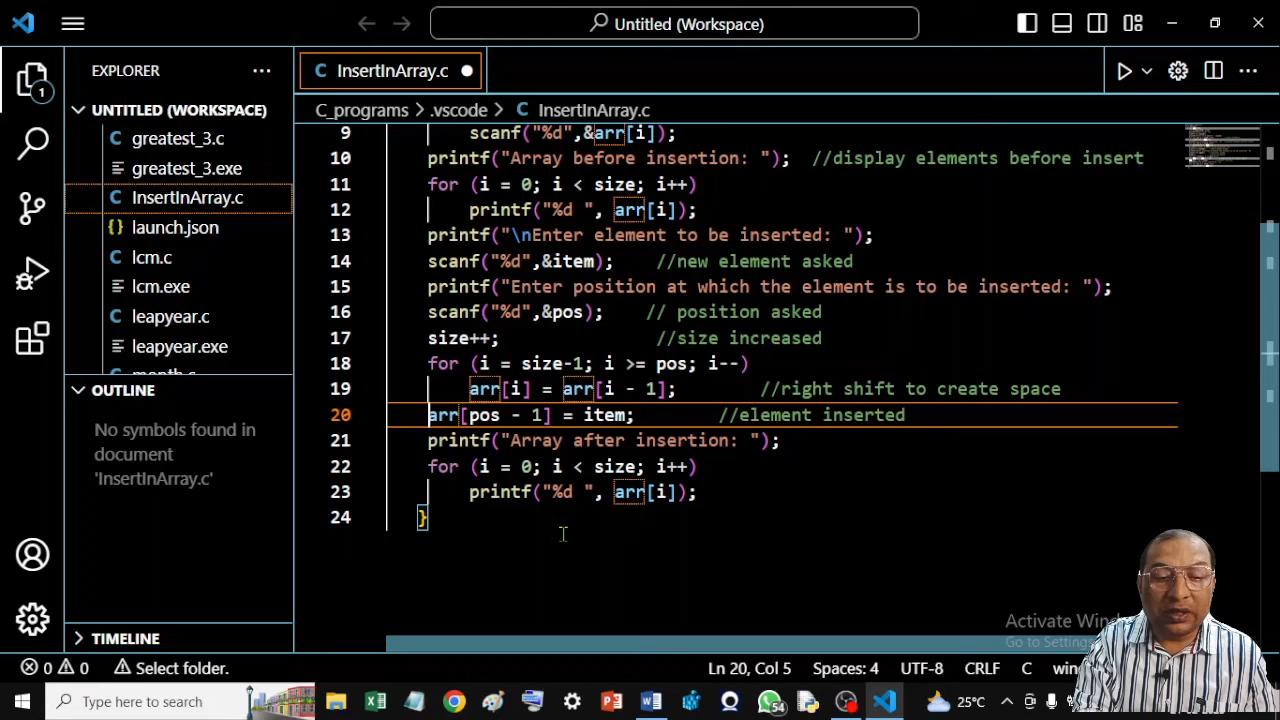 Untitled (Workspace)
EXPLORER
InsertInArray.c
UNTITLED (WORKSPACE)
C_programs > .vscode > C InsertInArray.c
1
C greatest_3.c
greatest_3.exe
C InsertInArray.c
{} launch.json
C lcm.c
lcm.exe
C leapyear.c
leapyear.exe
OUTLINE
No symbols found in
document
'InsertInArray.c'
TIMELINE
9 scanf("%d",&arr[i]);
10 printf("Array before insertion: "); //display elements before insert
11 for (i = 0; i < size; i++)
12 printf("%d ", arr[i]);
13 printf("\nEnter element to be inserted: ");
14 scanf("%d",&item); //new element asked
15 printf("Enter position at which the element is to be inserted: ");
16 scanf("%d",&pos); // position asked
17 size++; //size increased
18 for (i = size-1; i >= pos; i--)
19 arr[i] = arr[i - 1]; //right shift to create space
20 arr[pos - 1] = item; //element inserted
21 printf("Array after insertion: ");
22 for (i = 0; i < size; i++)
23 printf("%d ", arr[i]);
24 }
Activate
Go to
0 0 Select folder. Ln 20, Col 5 Spaces: 4 UTF-8 CRLF C
Type here to search 54 25°C